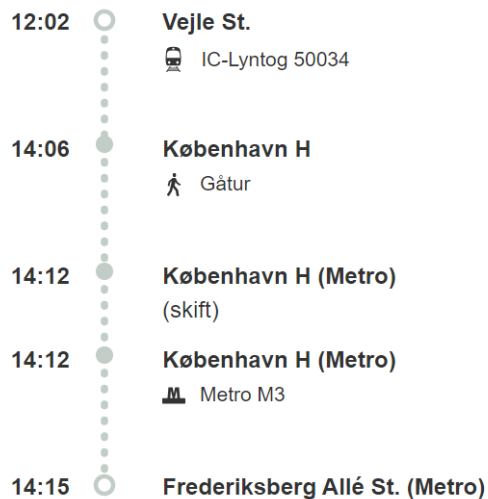 12:02 Vejle St.
IC-Lyntog 50034
14:06 København H
Gåtur
14:12 København H (Metro)
(skift)
14:12 København H (Metro)
M Metro M3
14:15 Frederiksberg Allé St. (Metro)